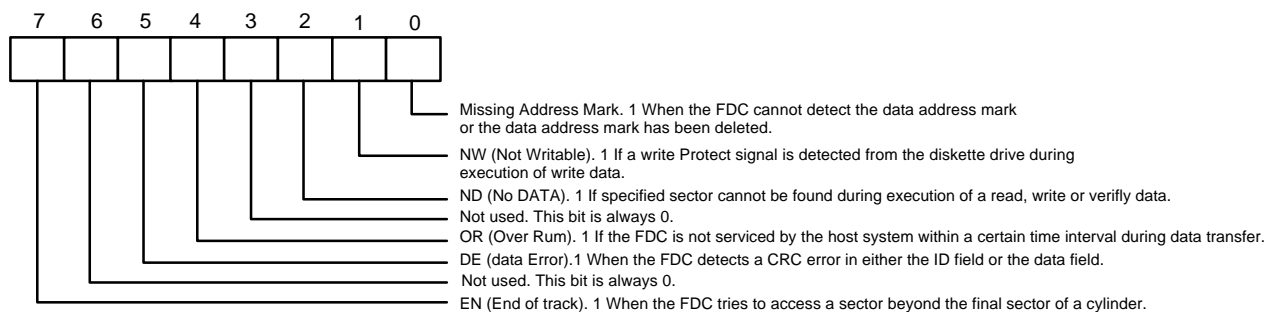 7 6 5 4 3 2 1 0
Missing Address Mark. 1 When the FDC cannot detect the data address mark
or the data address mark has been deleted.
NW (Not Writable). 1 If a write Protect signal is detected from the diskette drive during
execution of write data.
ND (No DATA). 1 If specified sector cannot be found during execution of a read, write or verifly data.
Not used. This bit is always 0.
OR (Over Rum). 1 If the FDC is not serviced by the host system within a certain time interval during data transfer.
DE (data Error).1 When the FDC detects a CRC error in either the ID field or the data field.
Not used. This bit is always 0.
EN (End of track). 1 When the FDC tries to access a sector beyond the final sector of a cylinder.